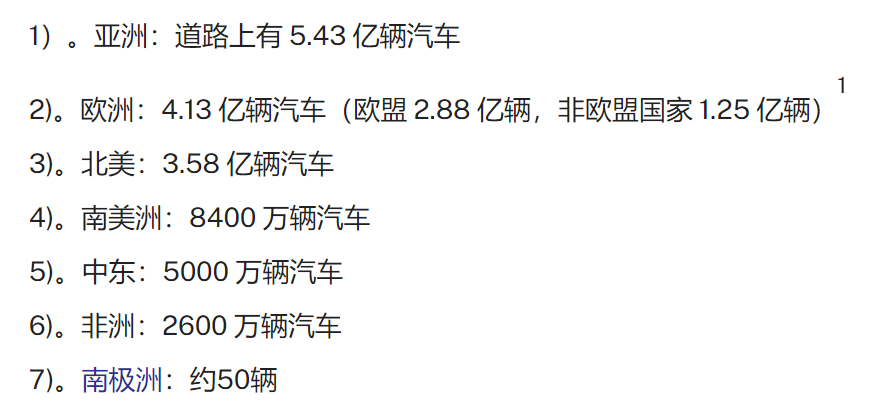 1）。亚洲：道路上有 5.43 亿辆汽车
2)。欧洲：4.13 亿辆汽车（欧盟 2.88 亿辆，非欧盟国家 1.25 亿辆）1
3)。北美：3.58 亿辆汽车
4)。南美洲：8400 万辆汽车
5)。中东：5000 万辆汽车
6)。非洲：2600 万辆汽车
7)。南极洲：约50辆